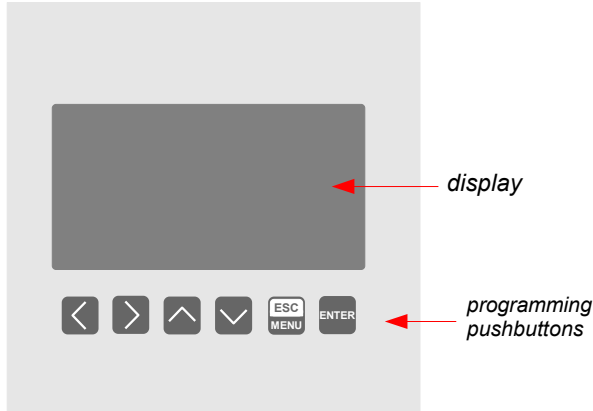 display
ESC
MENU
ENTER
programming
pushbuttons